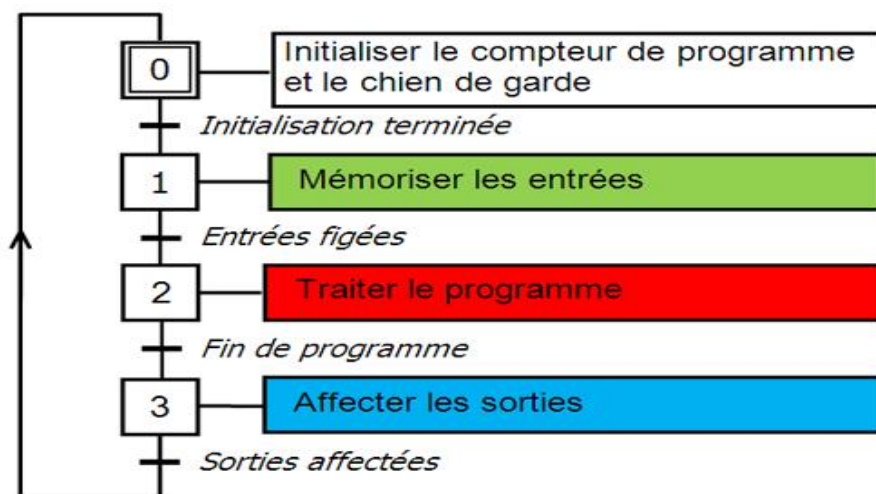 0
Initialiser le compteur de programme
et le chien de garde
Initialisation terminée
1
Mémoriser les entrées
Entrées figées
2
Traiter le programme
Fin de programme
3
Affecter les sorties
Sorties affectées